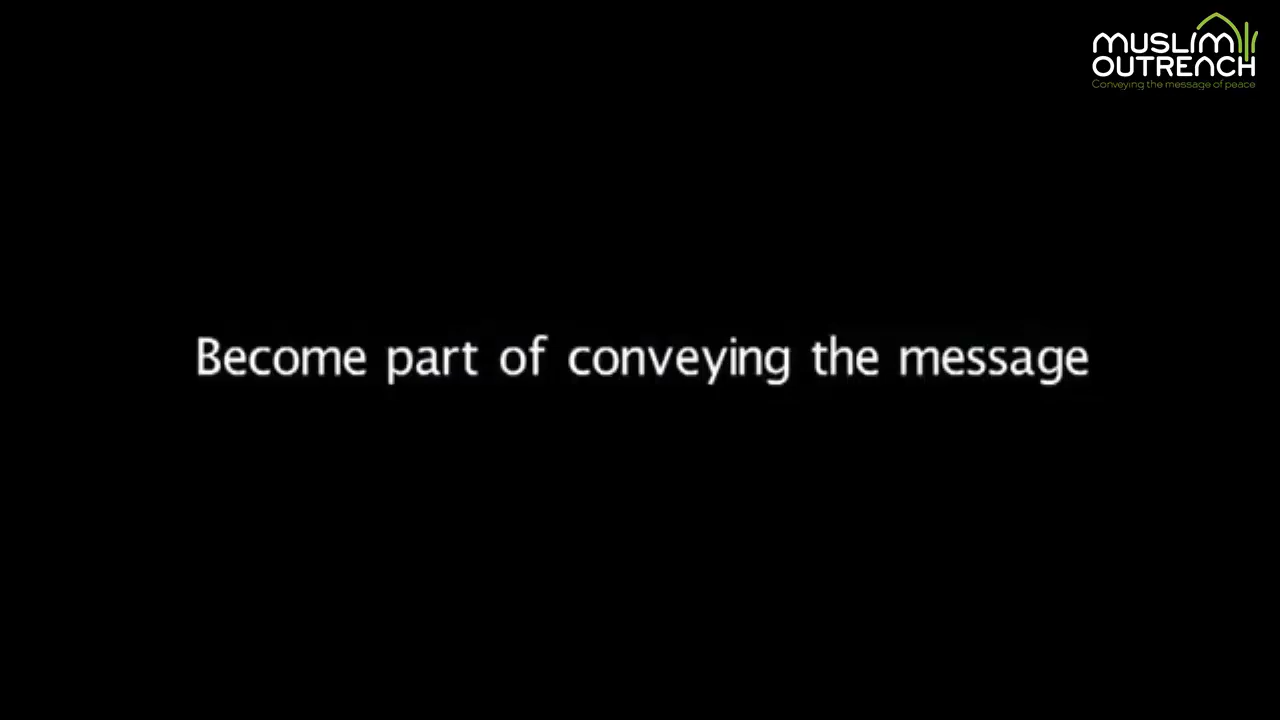 MUSLIM
OUTREACH
Conveying the message of peace
Become part of conveying the message